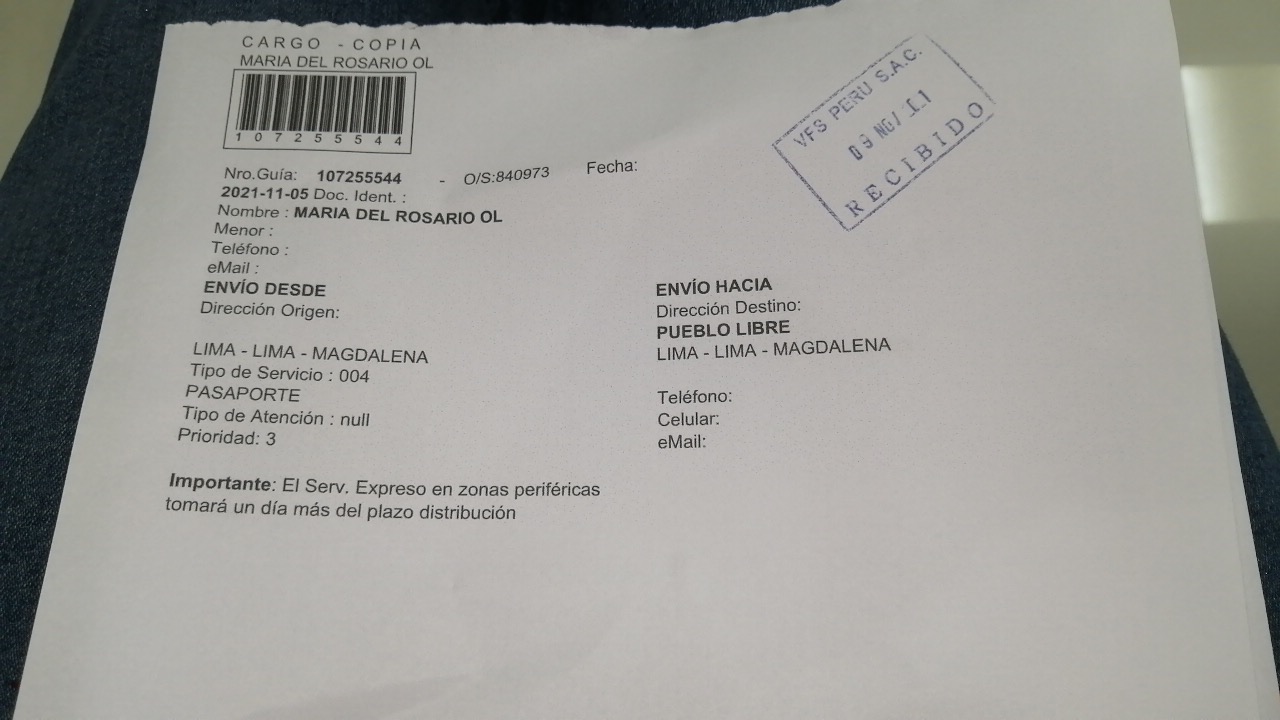 CARGO - COPIA
MARIA DEL ROSARIO OL
107255544
Nro.Guía: 107255544 - O/S:840973 Fecha:
2021-11-05 Doc. Ident. :
Nombre : MARIA DEL ROSARIO OL
Menor :
Teléfono :
eMail :
ENVÍO DESDE
Dirección Origen:
LIMA - LIMA - MAGDALENA
Tipo de Servicio : 004
PASAPORTE
Tipo de Atención : null
Prioridad: 3
Importante: El Serv. Expreso en zonas periféricas
tomará un día más del plazo distribución
ENVÍO HACIA
Dirección Destino:
PUEBLO LIBRE
LIMA - LIMA - MAGDALENA
Teléfono:
Celular:
eMail:
VFS PERU S.A.C.
09
RECIBIDO